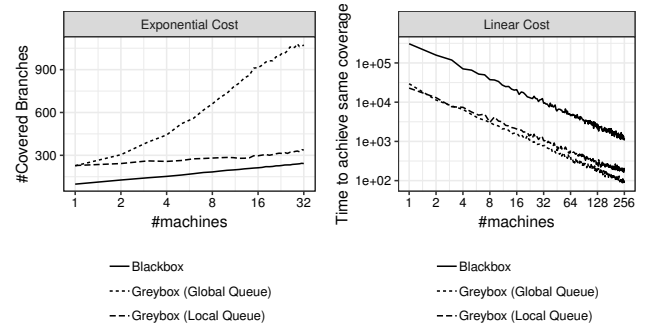 Exponential Cost
#Covered Branches
900
600
300
1 2 4 8 16 32
#machines
Blackbox
Greybox (Global Queue)
Greybox (Local Queue)
Linear Cost
Time to achieve same coverage
1e+05
1e+04
1e+03
1e+02
1 2 4 8 16 32 64 128 256
#machines
Blackbox
Greybox (Global Queue)
Greybox (Local Queue)